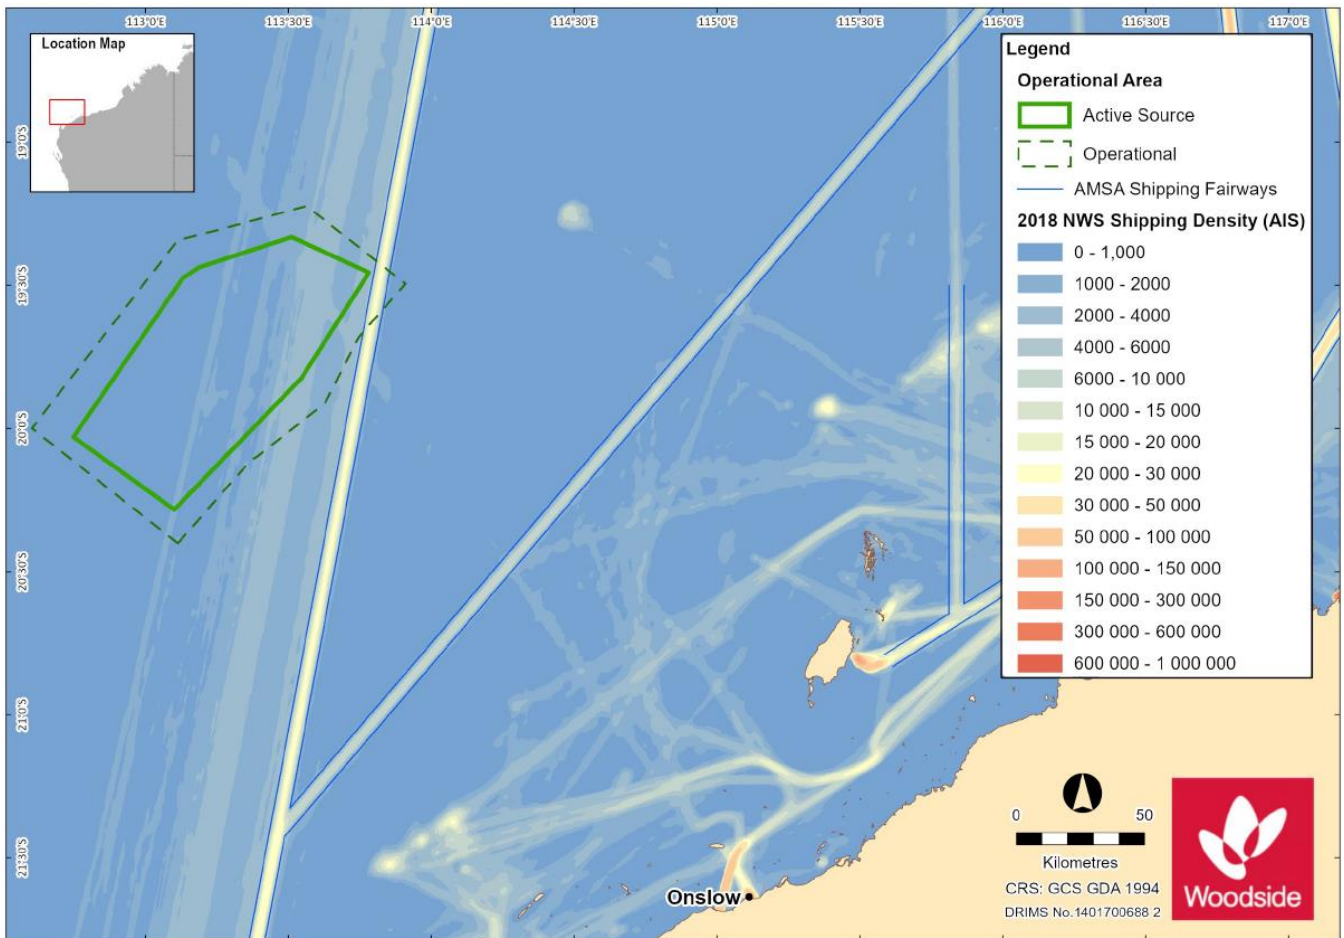 113°0'E 113°30'E 114°0'E 114°30'E 115°0'E 115°30'E 116°0'E 116°30'E 117°0'E
Location Map
19°0'S
19°30'S
20°0'S
20°30'S
21°0'S
21°30'S
Legend
Operational Area
Active Source
Operational
AMSA Shipping Fairways
2018 NWS Shipping Density (AIS)
0 - 1,000
1000 - 2000
2000 - 4000
4000 - 6000
6000 - 10 000
10 000 - 15 000
15 000 - 20 000
20 000 - 30 000
30 000 - 50 000
50 000 - 100 000
100 000 - 150 000
150 000 - 300 000
300 000 - 600 000
600 000 - 1 000 000
Onslow
0 50
Kilometres
CRS: GCS GDA 1994
DRIMS No.1401700688 2
Woodside